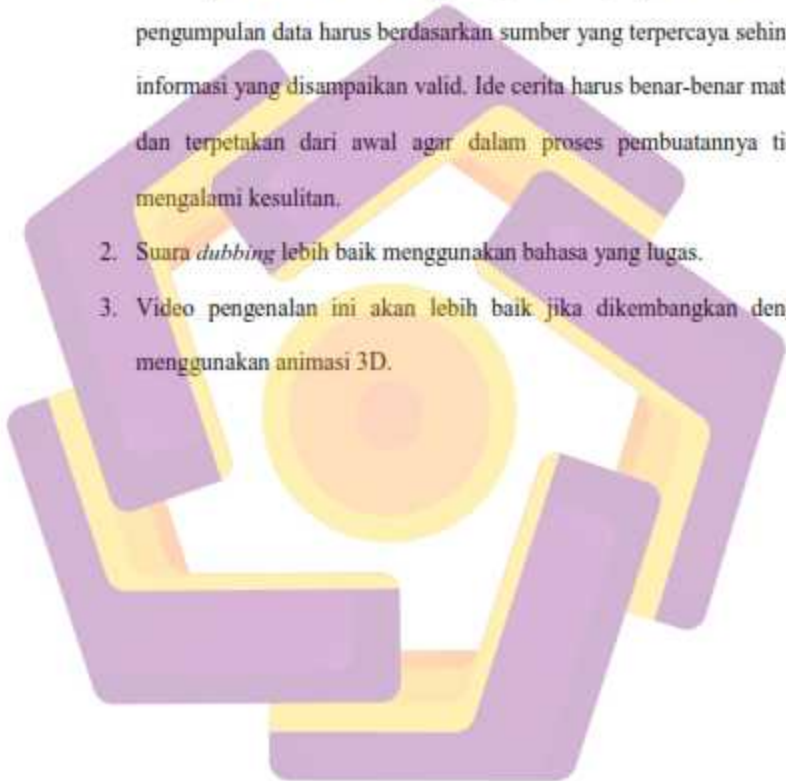 pengumpulan data harus berdasarkan sumber yang terpercaya sehin
informasi yang disampaikan valid. Ide cerita harus benar-benar mat
dan terpetakan dari awal agar dalam proses pembuatannya ti
mengalami kesulitan.
2. Suara dubbing lebih baik menggunakan bahasa yang lugas.
3. Video pengenalan ini akan lebih baik jika dikembangkan den
menggunakan animasi 3D.